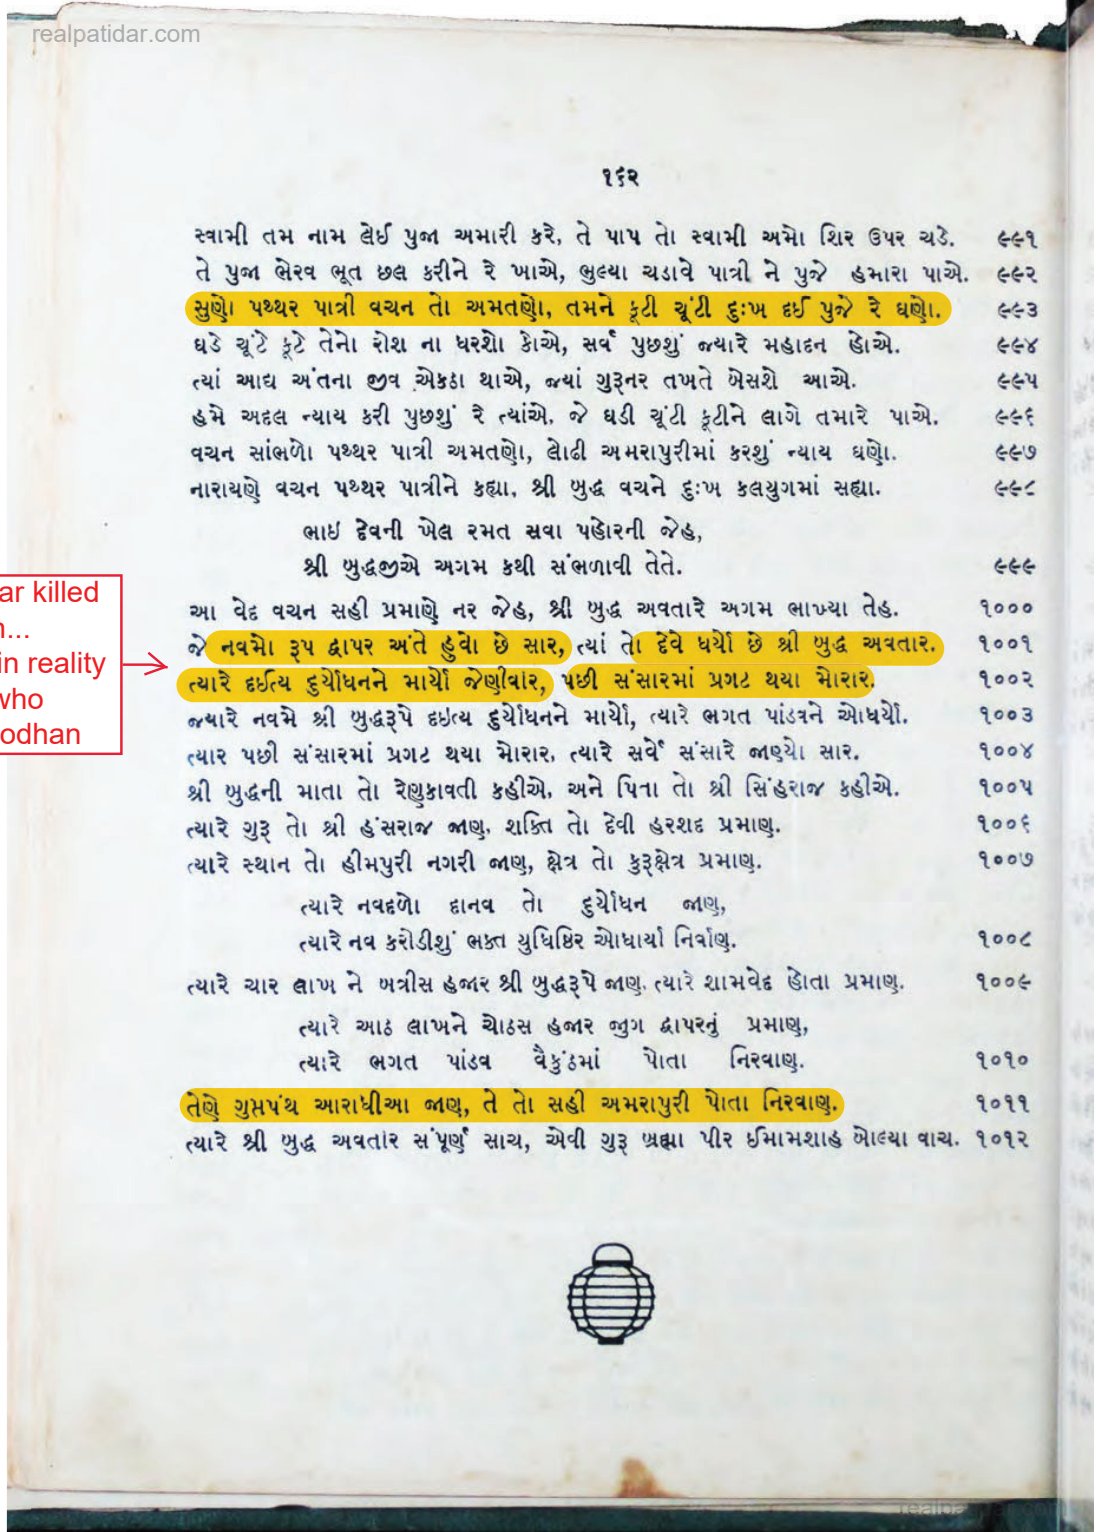 realpatidar.com
૧૬૨
સ્વામી તમ નામ લેઈ પુજા અમારી કરે, તે પાપ તો સ્વામી અમો શિર ઉપર ચડે. ૯૯૧
તે પુજા ભેરવ ભૂત છલ કરીને રે ખાએ, ભુલ્યા ચડાવે પાત્રી ને પુજે હમારા પાએ. ૯૯૨
સુણો પથ્થર પાત્રી વચન તો અમતણો, તમને કૂટી ચૂંટી દુઃખ દઈ પુજે રે ઘણો. ૯૯૩
ઘડે ચૂંટે કૂટે તેનો રોશ ના ધરશો કોએ, સર્વ પુછશું જ્યારે મહાદન હોએ. ૯૯૪
ત્યાં આદ્ય અંતના જીવ એકઠા થાએ, જ્યાં ગુરૂનર તખતે બેસશે આએ. ૯૯૫
હમે અદલ ન્યાય કરી પુછશું રે ત્યાંએ, જે ઘડી ચૂંટી કૂટીને લાગે તમારે પાએ. ૯૯૬
વચન સાંભળો પથ્થર પાત્રી અમતણો, લોઢી અમરાપુરીમાં કરશું ન્યાય ઘણો. ૯૯૭
નારાયણે વચન પથ્થર પાત્રીને કહ્યા, શ્રી બુદ્ધ વચને દુઃખ કલયુગમાં સહ્યા. ૯૯૮
ભાઇ દેવની ખેલ રમત સવા પહોરની જેહ,
શ્રી બુદ્ધજીએ અગમ કથી સંભળાવી તેતે. ૯૯૯
આ વેદ વચન સહી પ્રમાણે નર જેહ, શ્રી બુદ્ધ અવતારે અગમ ભાખ્યા તેહ. ૧૦૦૦
જે નવમો રૂપ દ્વાપર અંતે હુવો છે સાર, ત્યાં તો દેવે ધર્યો છે શ્રી બુદ્ધ અવતાર. ૧૦૦૧
ત્યારે દઈત્ય દુર્યોધનને માર્યો જેણીવાર, પછી સંસારમાં પ્રગટ થયા મોરાર. ૧૦૦૨
જ્યારે નવમે શ્રી બુદ્ધરૂપે દઇત્ય દુર્યોધનને માર્યો, ત્યારે ભગત પાંડવને ઓધર્યો. ૧૦૦૩
ત્યાર પછી સંસારમાં પ્રગટ થયા મોરાર, ત્યારે સર્વે સંસારે જાણ્યો સાર. ૧૦૦૪
શ્રી બુદ્ધની માતા તો રેણુકાવતી કહીએ, અને પિતા તો શ્રી સિંહરાજ કહીએ. ૧૦૦૫
ત્યારે ગુરૂ તો શ્રી હંસરાજ જાણ, શક્તિ તો દેવી હરશદ પ્રમાણ. ૧૦૦૬
ત્યારે સ્થાન તો હીમપુરી નગરી જાણ, ક્ષેત્ર તો કુરૂક્ષેત્ર પ્રમાણ. ૧૦૦૭
ત્યારે નવદળો દાનવ તો દુર્યોધન જાણ,
ત્યારે નવ કરોડીશું ભક્ત યુધિષ્ઠિર ઓધાર્યા નિર્વાણ. ૧૦૦૮
ત્યારે ચાર લાખ ને બત્રીસ હજાર શ્રી બુદ્ધરૂપે જાણ, ત્યારે શામવેદ હોતા પ્રમાણ. ૧૦૦૯
ત્યારે આઠ લાખને ચોઠસ હજાર જુગ દ્વાપરનું પ્રમાણ,
ત્યારે ભગત પાંડવ વૈકુંઠમાં પોતા નિરવાણ. ૧૦૧૦
તેણે ગુપ્તપંથ આરાધીઆ જાણ, તે તો સહી અમરાપુરી પોતા નિરવાણ. ૧૦૧૧
ત્યારે શ્રી બુદ્ધ અવતાર સંપૂર્ણ સાચ, એવી ગુરૂ બ્રહ્મા પીર ઈમામશાહ બોલ્યા વાચ. ૧૦૧૨
ar killed
n...
in reality
who
odhan